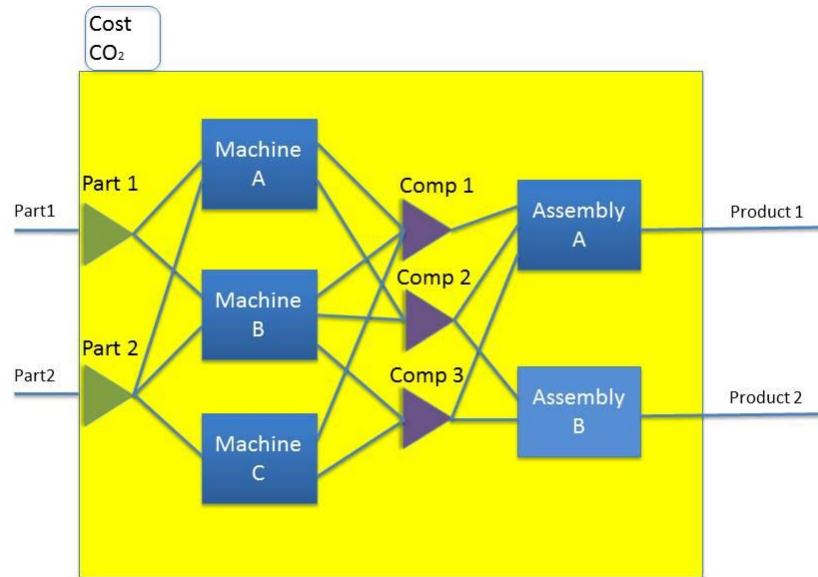 Cost
CO₂
Machine
A
Part 1
Comp 1
Part1
Assembly
A
Product 1
Machine
B
Comp 2
Part 2
Part2
Comp 3
Assembly
B
Product 2
Machine
C